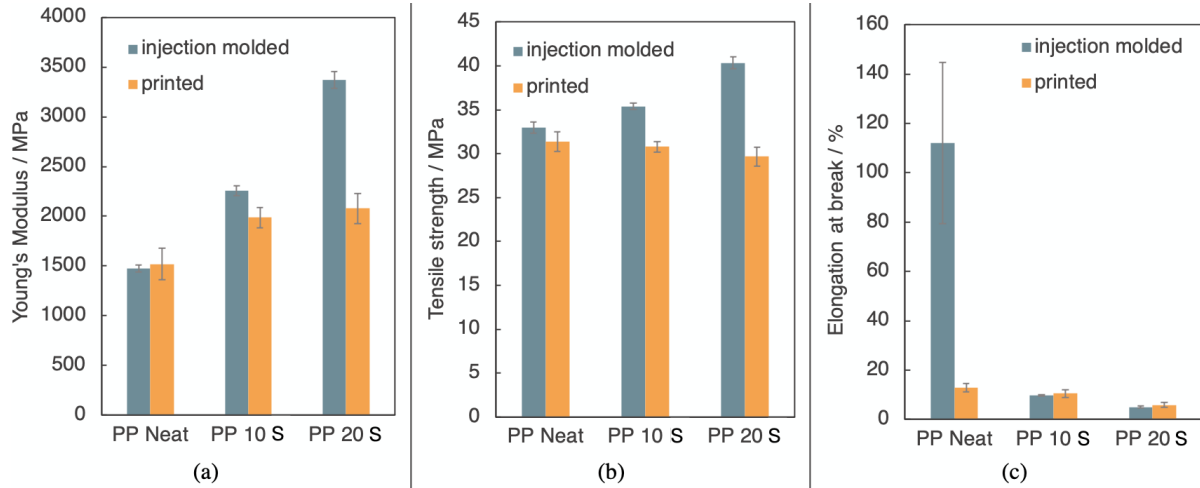 4000
3500
3000
2500
2000
1500
1000
500
0
Young's Modulus / MPa
injection molded
printed
PP Neat PP 10 S PP 20 S
(a)
45
40
35
30
25
20
15
10
5
0
Tensile strength / MPa
injection molded
printed
PP Neat PP 10 S PP 20 S
(b)
160
140
120
100
80
60
40
20
0
Elongation at break / %
injection molded
printed
PP Neat PP 10 S PP 20 S
(c)